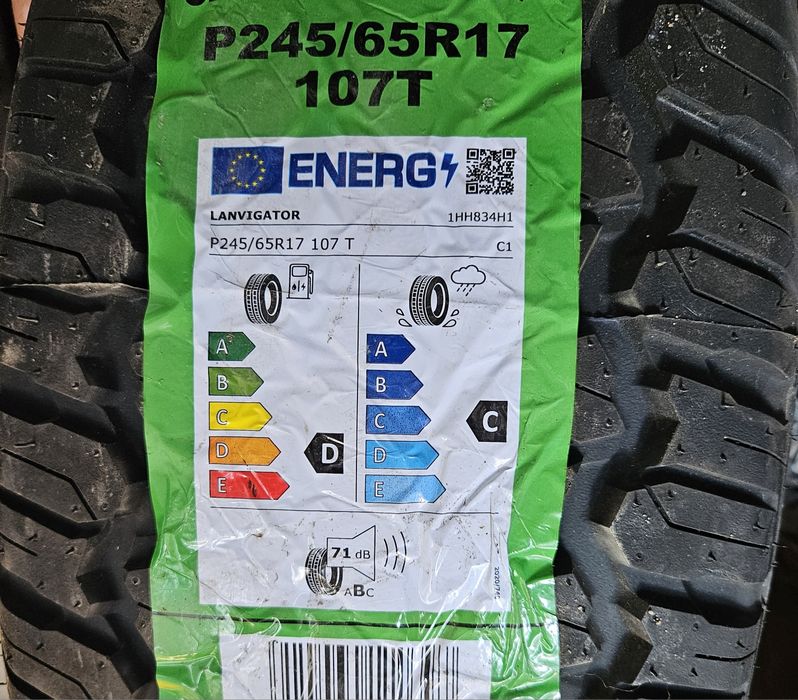 P245/65R17
107T
ENERG
LANVIGATOR 1HH834H1
P245/65R17 107 T C1
A A
B B
C C C
D D D
E E
71 dB
ABC